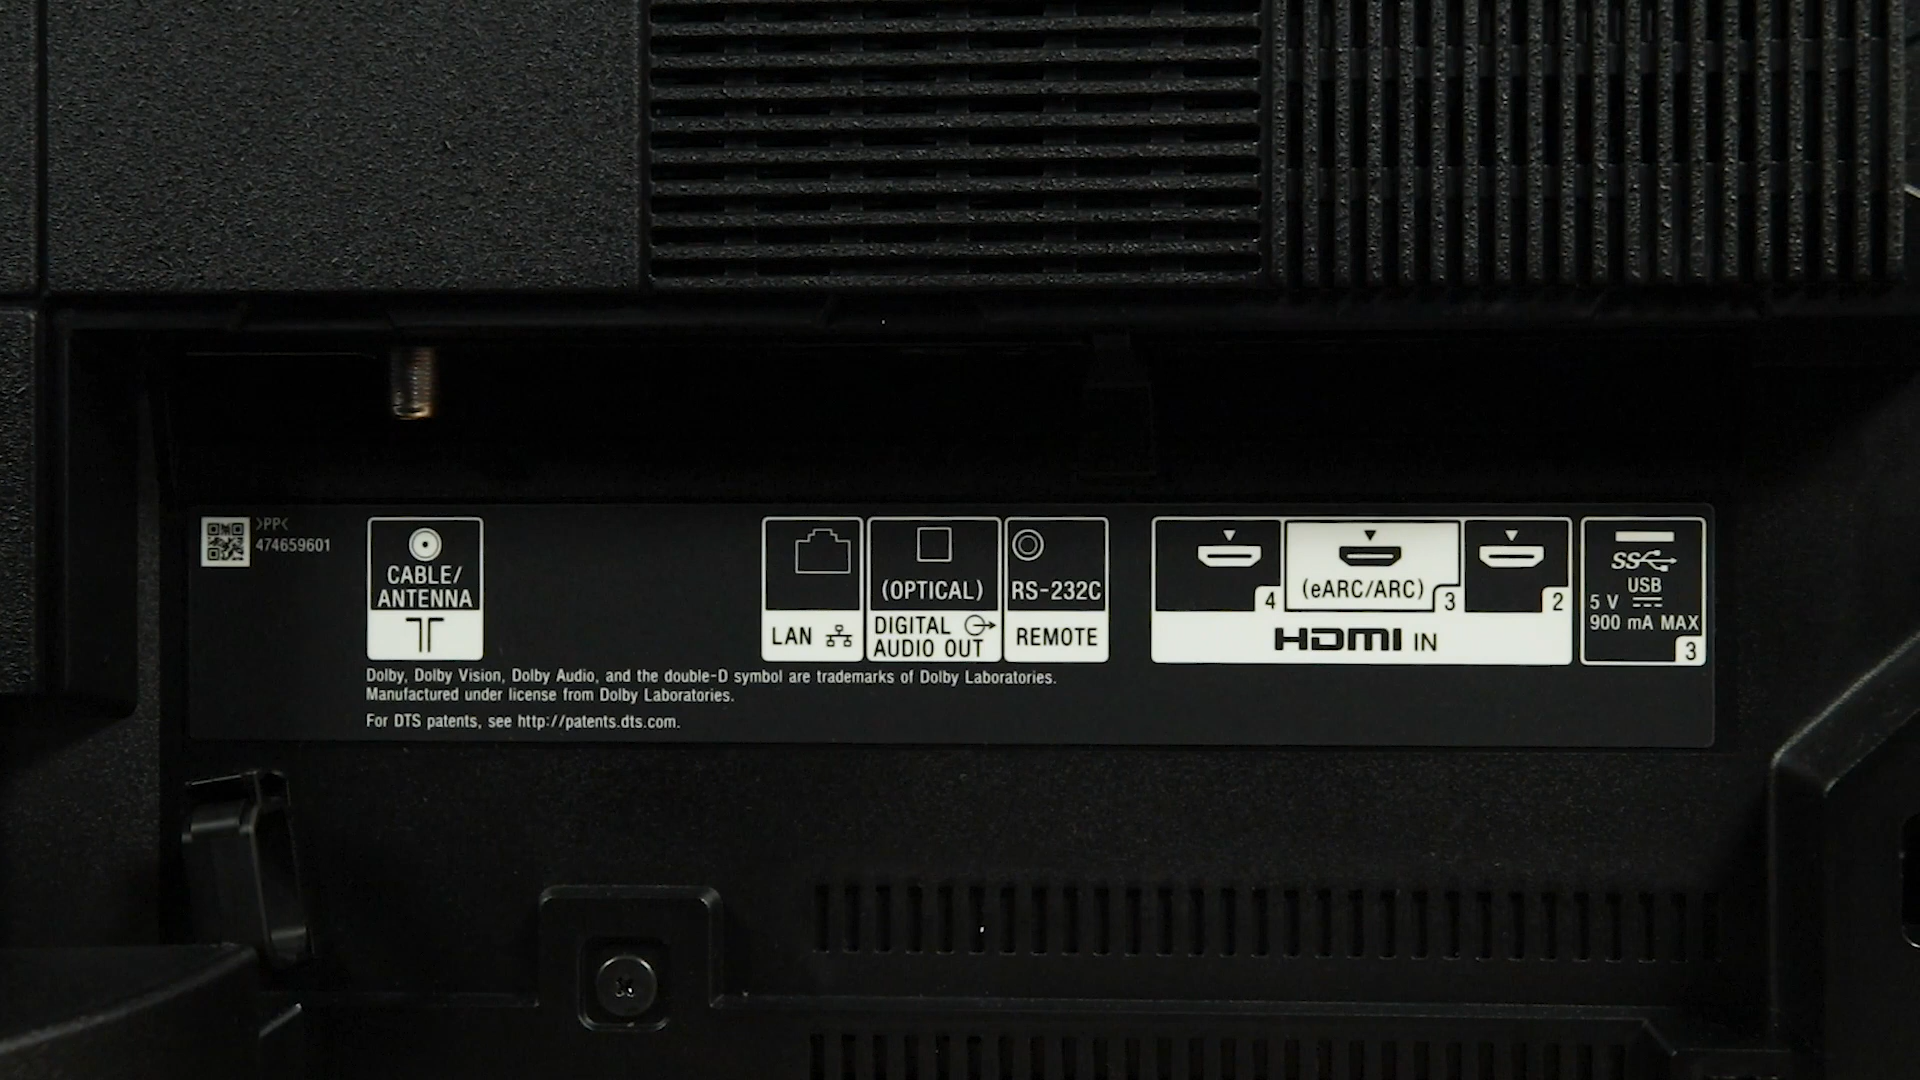 >PP<
474659601
CABLE/
ANTENNA
LAN
(OPTICAL)
DIGITAL
AUDIO OUT
RS-232C
REMOTE
4
(eARC/ARC)
3
2
HDMI IN
SS
USB
5 V
900 mA MAX
3
Dolby, Dolby Vision, Dolby Audio, and the double-D symbol are trademarks of Dolby Laboratories.
Manufactured under license from Dolby Laboratories.
For DTS patents, see http://patents.dts.com.